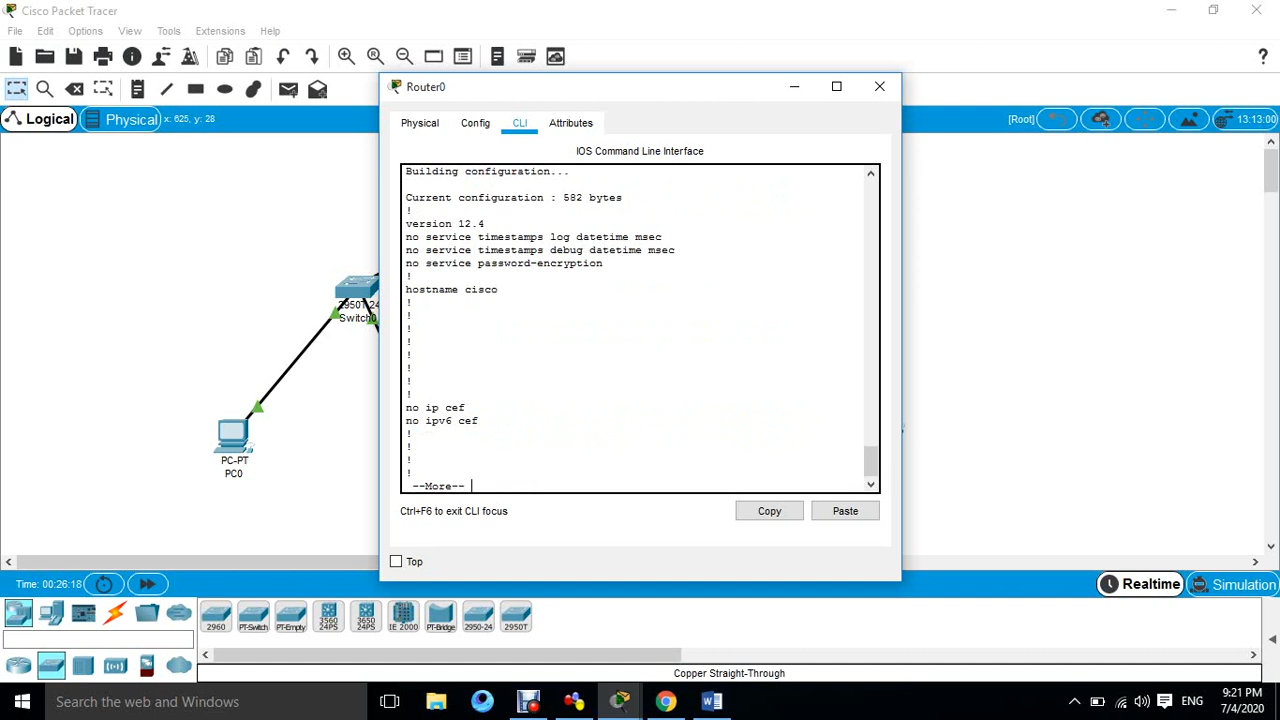 Cisco Packet Tracer
File Edit Options View Tools Extensions Help
Logical Physical x: 625, y: 28 [Root] 13:13:00
Router0
Physical Config CLI Attributes
IOS Command Line Interface
Building configuration...
Current configuration : 582 bytes
!
version 12.4
no service timestamps log datetime msec
no service timestamps debug datetime msec
no service password-encryption
!
hostname cisco
!
!
!
!
!
!
!
!
no ip cef
no ipv6 cef
!
!
!
!
--More--
Ctrl+F6 to exit CLI focus
Copy Paste
Top
2950T-24
Switch0
PC-PT
PC0
Time: 00:26:18 Realtime Simulation
2960 PT-Switch PT-Empty 3560 24PS 3650 24PS IE 2000 PT-Bridge 2950-24 2950T
Copper Straight-Through
Search the web and Windows
ENG
9:21 PM
7/4/2020